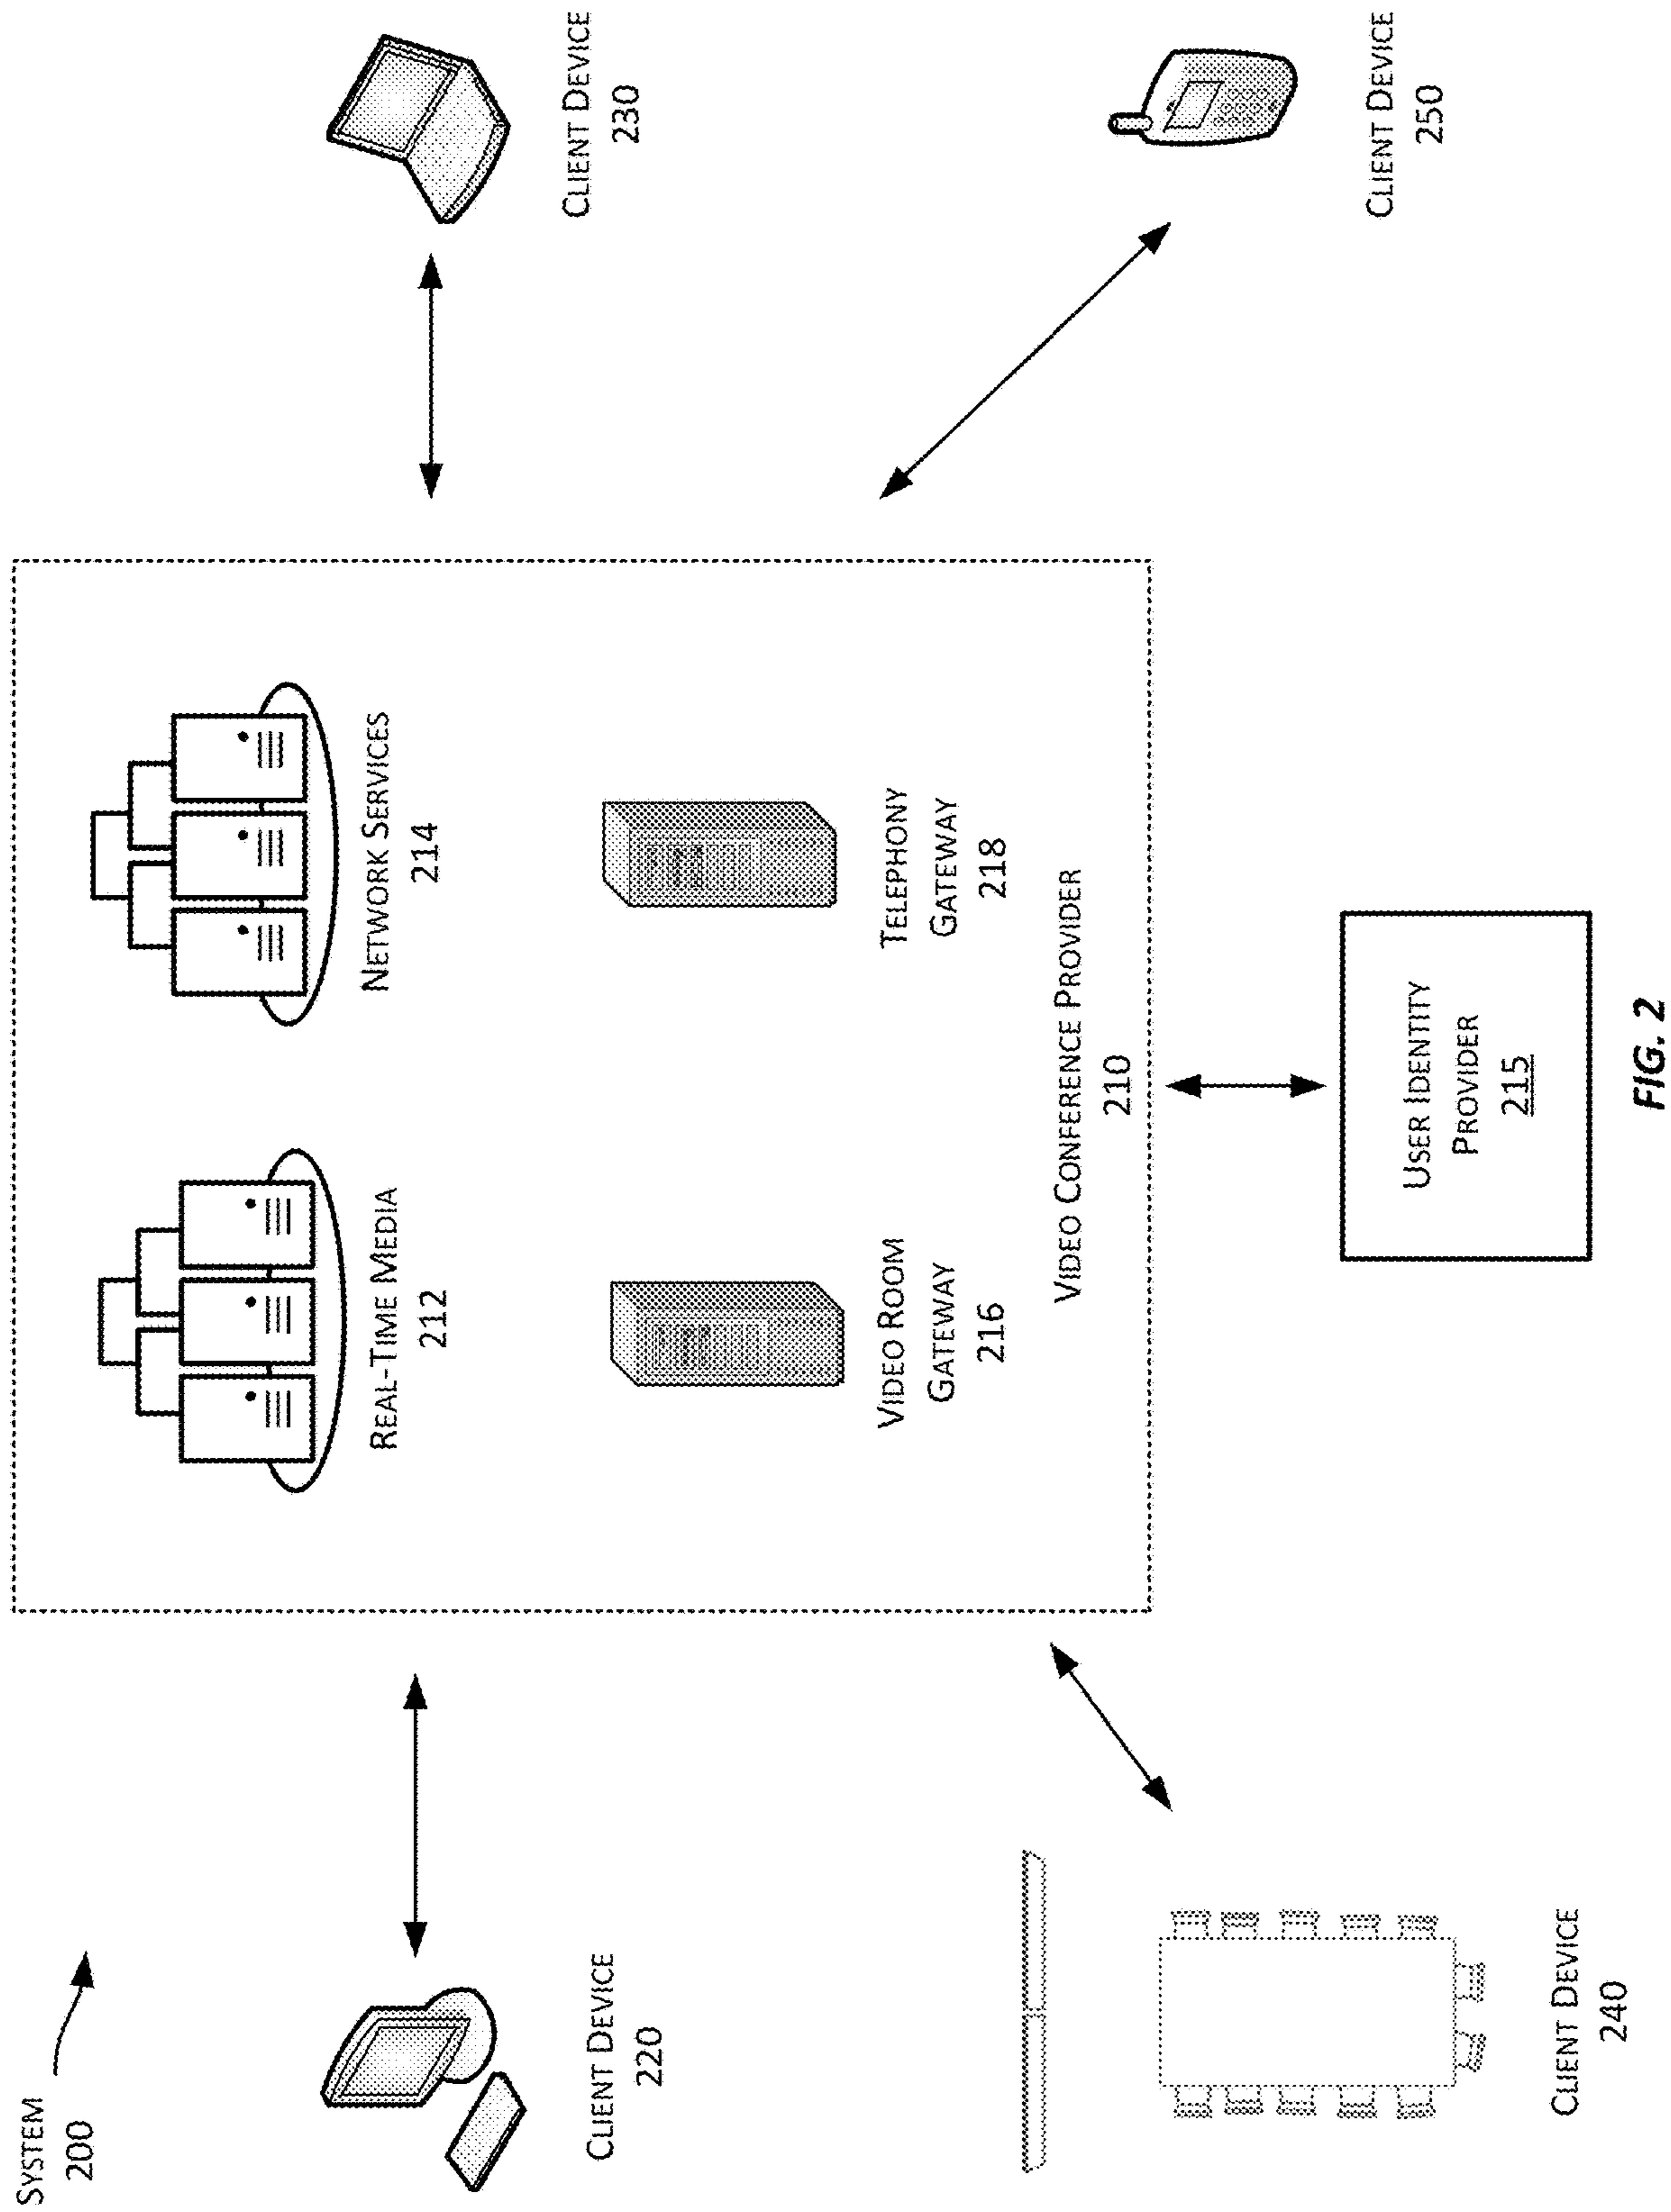 SYSTEM
200
REAL-TIME MEDIA
212
NETWORK SERVICES
214
CLIENT DEVICE
220
CLIENT DEVICE
230
VIDEO ROOM
GATEWAY
216
TELEPHONY
GATEWAY
218
VIDEO CONFERENCE PROVIDER
210
CLIENT DEVICE
240
USER IDENTITY
PROVIDER
215
CLIENT DEVICE
250
FIG. 2